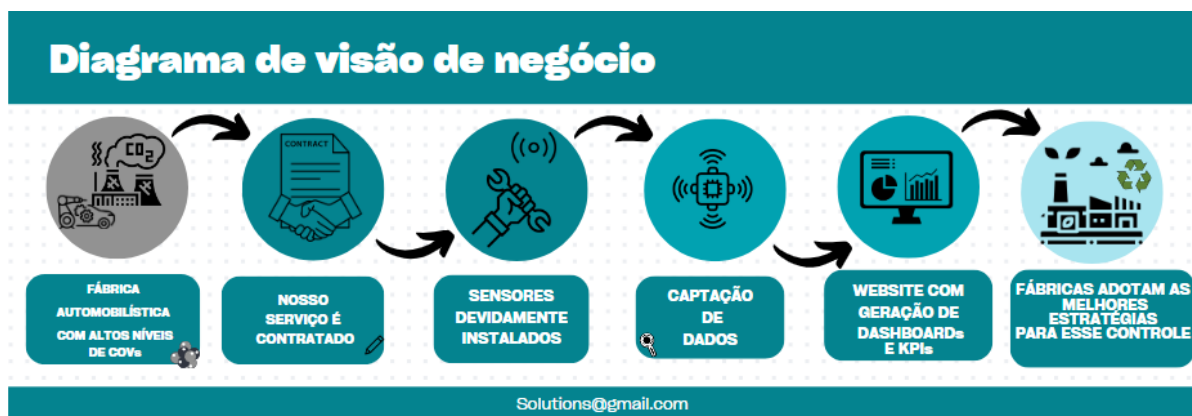 Diagrama de visão de negócio
CO₂
CONTRACT
FÁBRICA
AUTOMOBILÍSTICA
COM ALTOS NÍVEIS
DE COVs
NOSSO
SERVIÇO É
CONTRATADO
SENSORES
DEVIDAMENTE
INSTALADOS
CAPTAÇÃO
DE
DADOS
WEBSITE COM
GERAÇÃO DE
DASHBOARDs
E KPIs
FÁBRICAS ADOTAM AS
MELHORES
ESTRATÉGIAS
PARA ESSE CONTROLE
Solutions@gmail.com